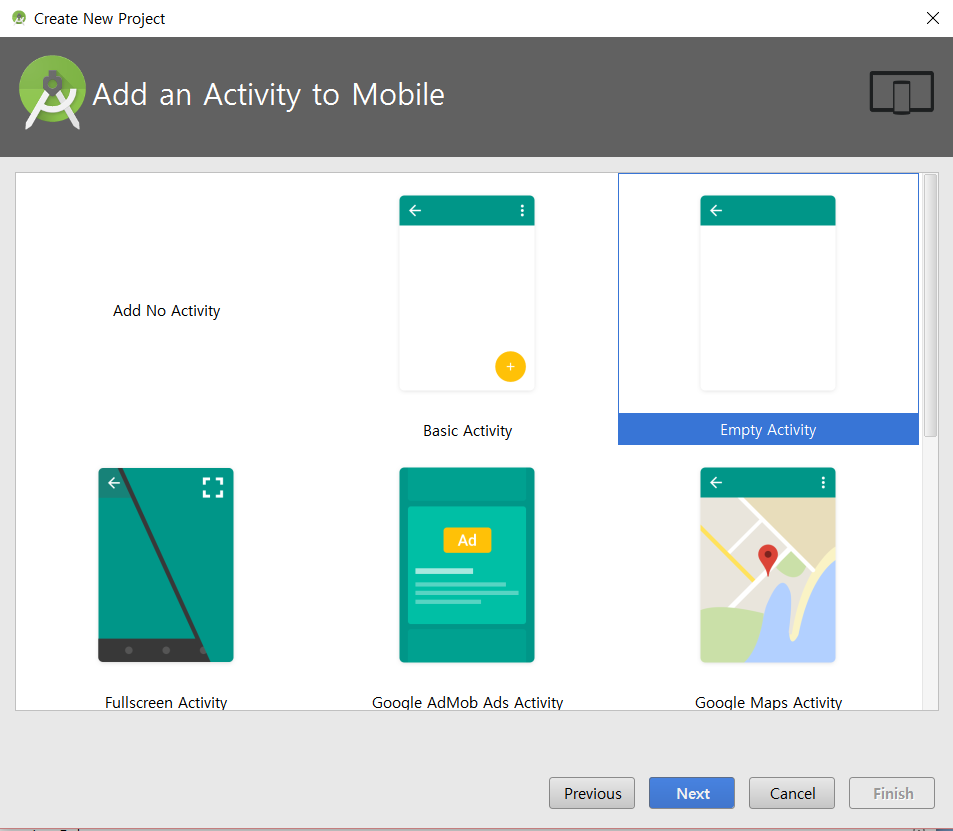 Create New Project
Add an Activity to Mobile
Add No Activity
Basic Activity
Empty Activity
Ad
Fullscreen Activity
Google AdMob Ads Activity
Google Maps Activity
Previous
Next
Cancel
Finish